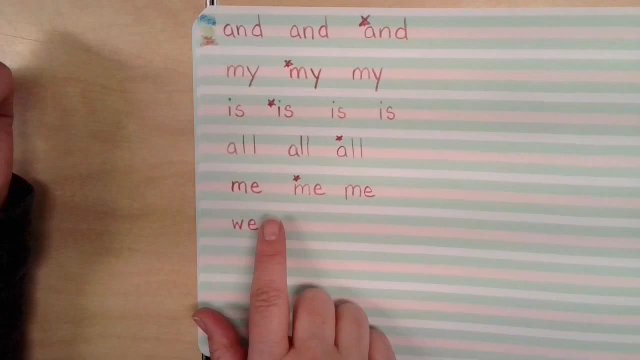 and and *and
my *my my
is *is is is
all all *all
me *me me
we